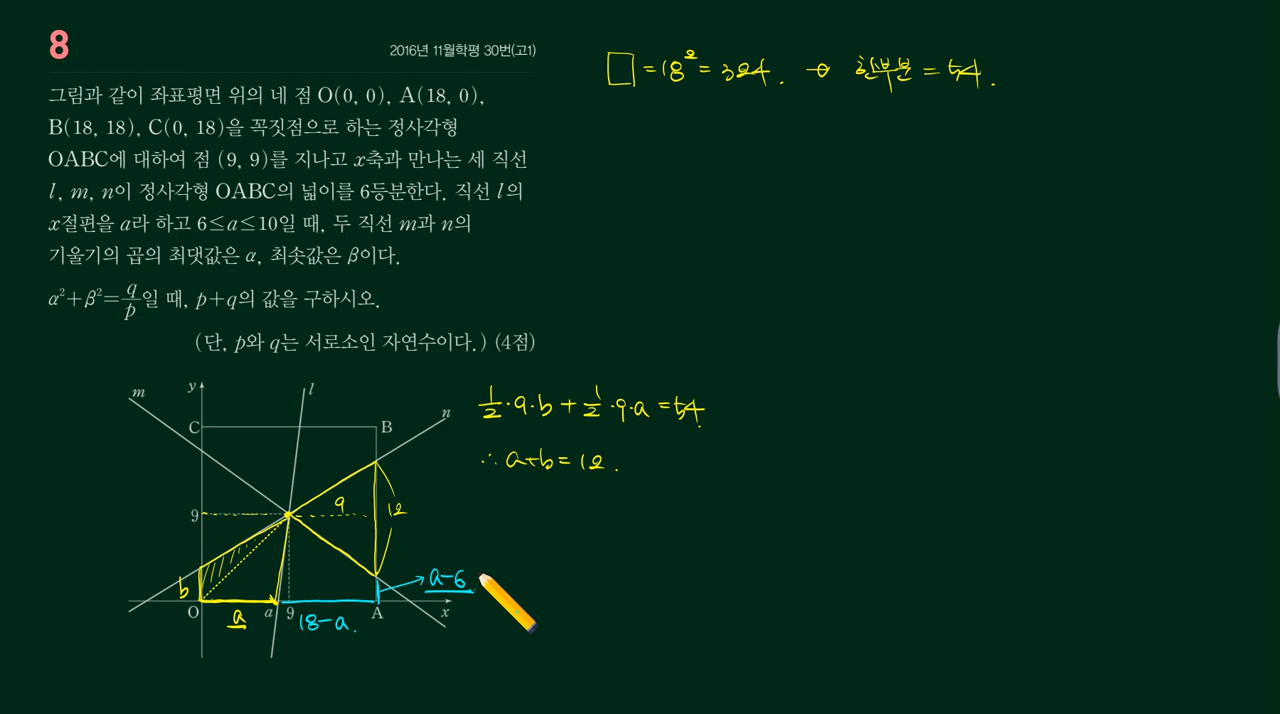 8
2016년 11월학평 30번(고1)
그림과 같이 좌표평면 위의 네 점 O(0, 0), A(18, 0),
B(18, 18), C(0, 18)을 꼭짓점으로 하는 정사각형
OABC에 대하여 점 (9, 9)를 지나고 x축과 만나는 세 직선
l, m, n이 정사각형 OABC의 넓이를 6등분한다. 직선 l의
x절편을 a라 하고 6≤a≤10일 때, 두 직선 m과 n의
기울기의 곱의 최댓값은 α, 최솟값은 β이다.
α²+β²=q/p일 때, p+q의 값을 구하시오.
(단, p와 q는 서로소인 자연수이다.) (4점)
□=18²=324. → 한부분=54.
m
y
l
n
C
B
9
9
12
b
O
a
a
9
18-a.
A
x
a-6
1/2·9·b+1/2·9·a=54.
∴ a+b=12.